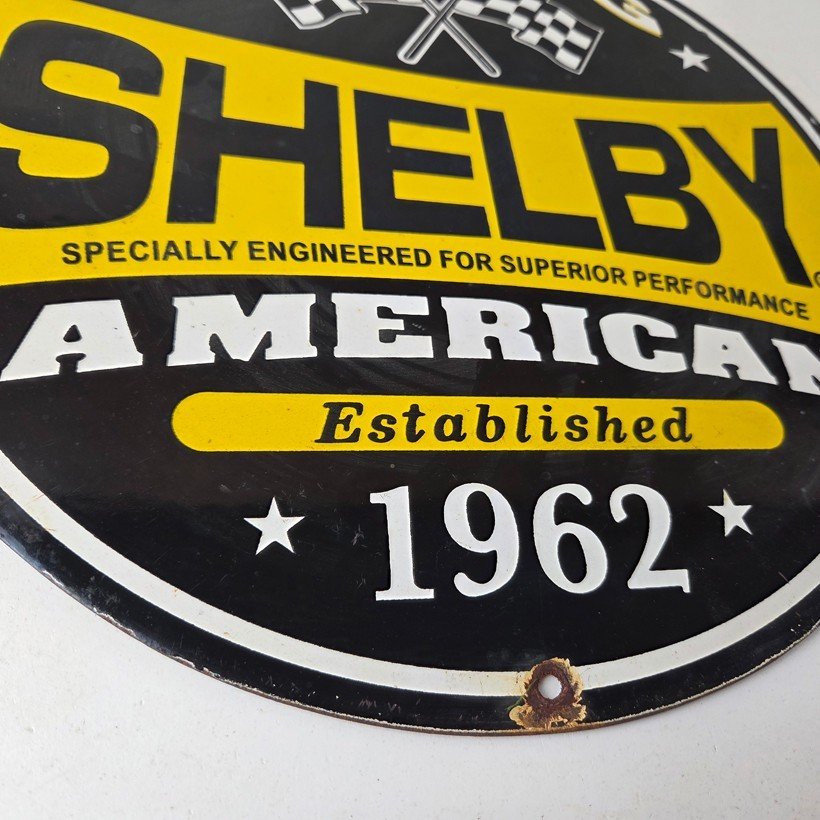 SHELBY
SPECIALLY ENGINEERED FOR SUPERIOR PERFORMANCE
AMERICAN
Established
1962